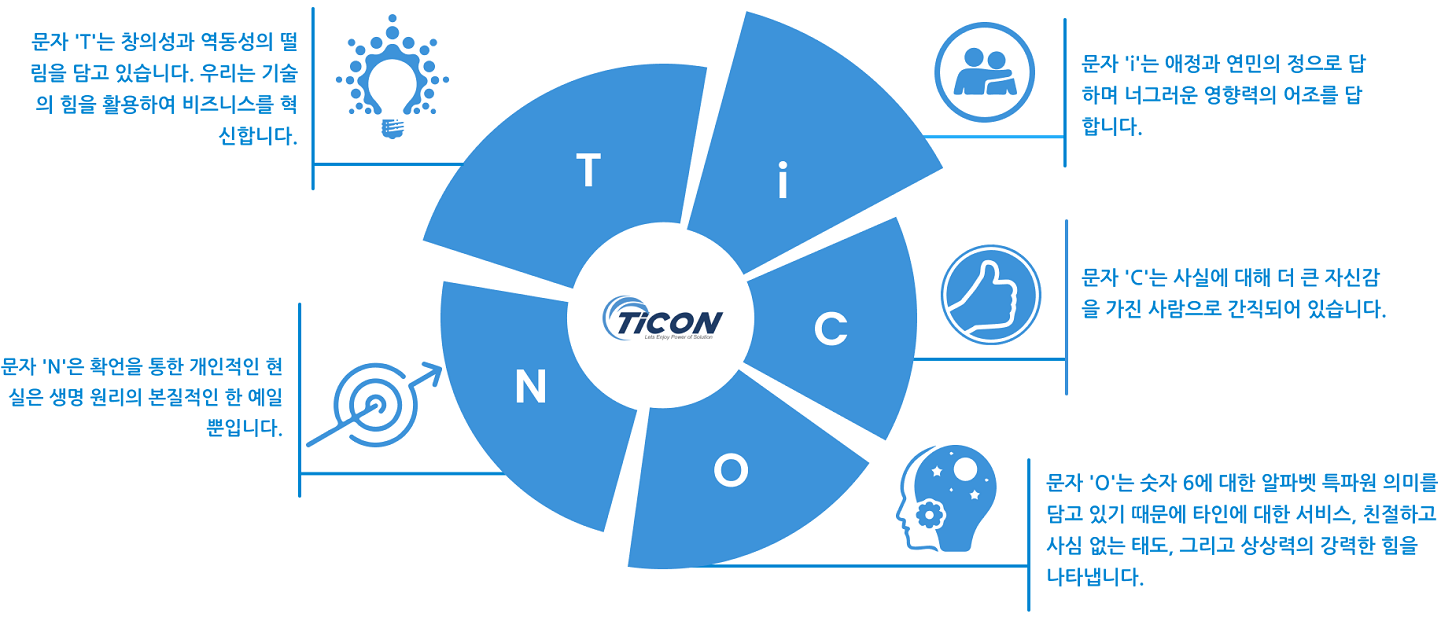 문자 'T'는 창의성과 역동성의 떨
림을 담고 있습니다. 우리는 기술
의 힘을 활용하여 비즈니스를 혁
신합니다.
문자 'i'는 애정과 연민의 정으로 답
하며 너그러운 영향력의 어조를 답
합니다.
문자 'C'는 사실에 대해 더 큰 자신감
을 가진 사람으로 간직되어 있습니다.
문자 'O'는 숫자 6에 대한 알파벳 특파원 의미를
담고 있기 때문에 타인에 대한 서비스, 친절하고
사심 없는 태도, 그리고 상상력의 강력한 힘을
나타냅니다.
문자 'N'은 확언을 통한 개인적인 현
실은 생명 원리의 본질적인 한 예일
뿐입니다.
T
i
C
O
N
TiCON
Lets Enjoy Power of Solution